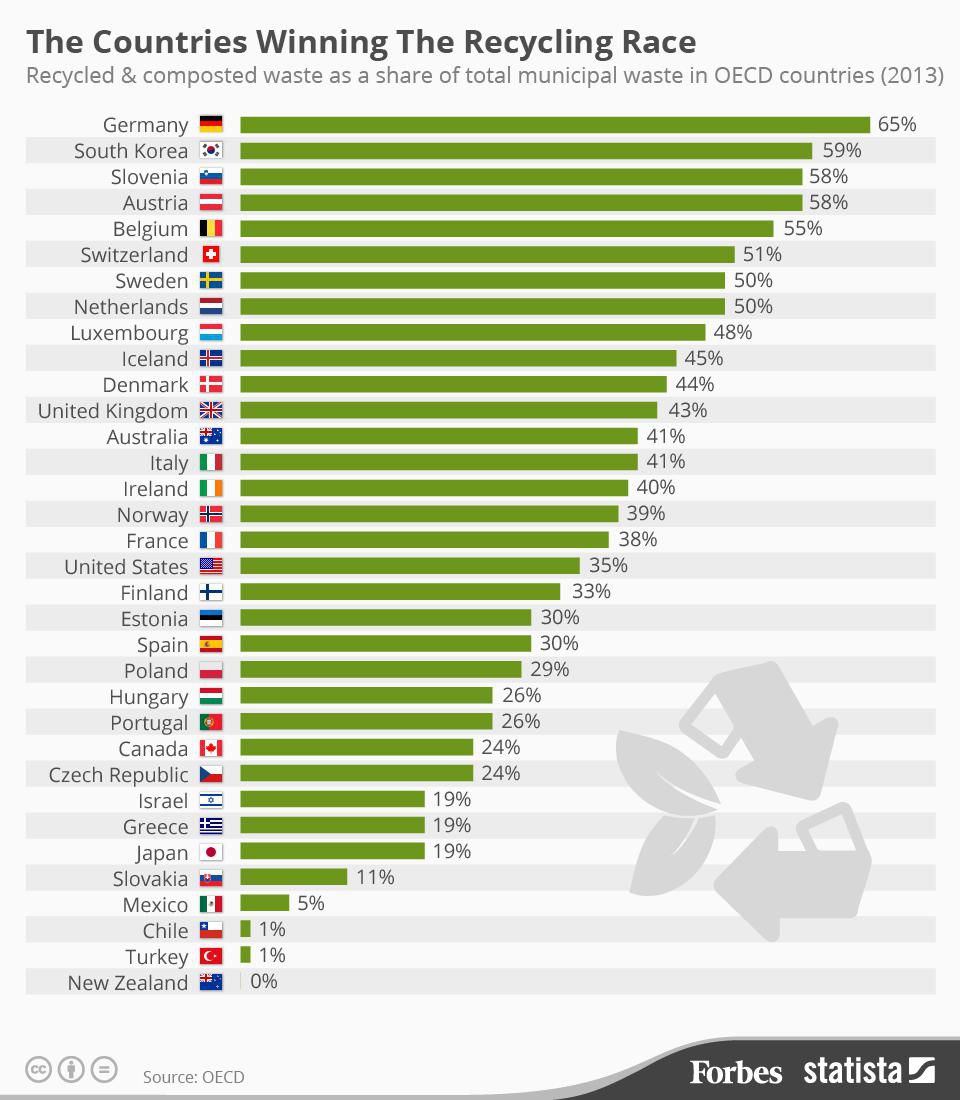 The Countries Winning The Recycling Race
Recycled & composted waste as a share of total municipal waste in OECD countries (2013)
Germany 65%
South Korea 59%
Slovenia 58%
Austria 58%
Belgium 55%
Switzerland 51%
Sweden 50%
Netherlands 50%
Luxembourg 48%
Iceland 45%
Denmark 44%
United Kingdom 43%
Australia 41%
Italy 41%
Ireland 40%
Norway 39%
France 38%
United States 35%
Finland 33%
Estonia 30%
Spain 30%
Poland 29%
Hungary 26%
Portugal 26%
Canada 24%
Czech Republic 24%
Israel 19%
Greece 19%
Japan 19%
Slovakia 11%
Mexico 5%
Chile 1%
Turkey 1%
New Zealand 0%
cc Source: OECD Forbes statista